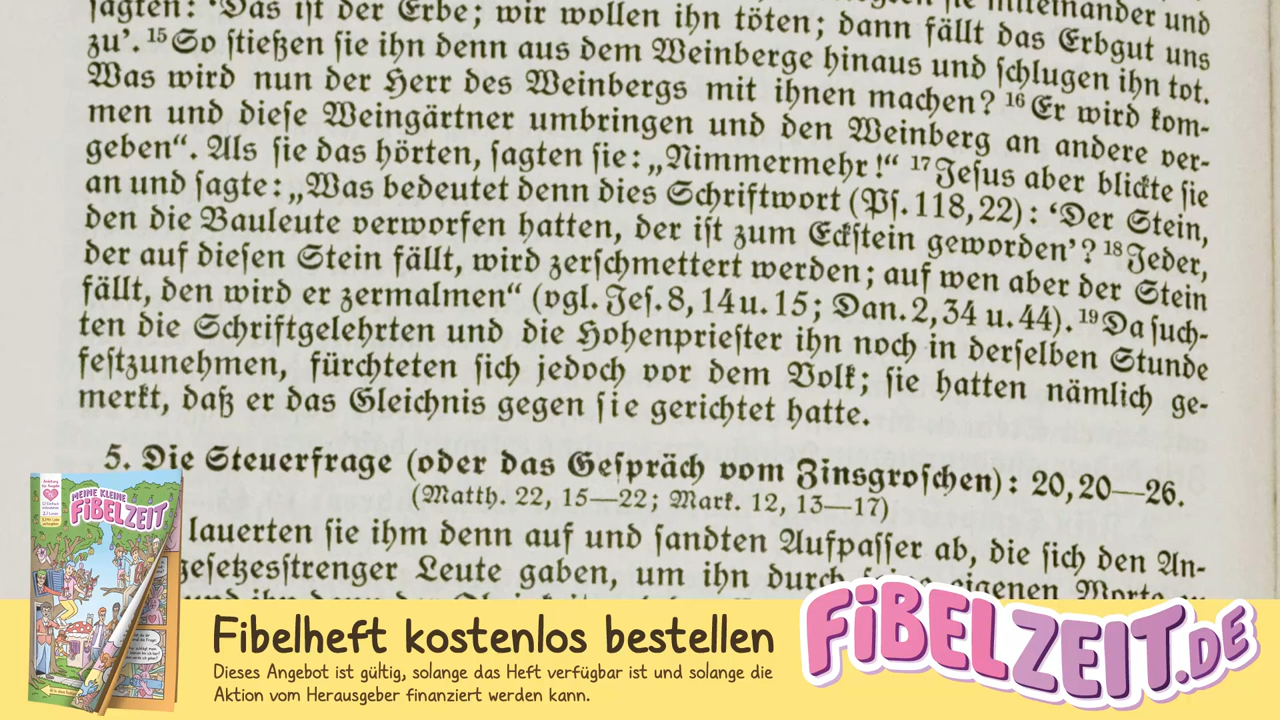 sagten: ‘Das ist der Erbe; wir wollen ihn töten; dann fällt das Erbgut uns
miteinander und
zu’. ¹⁵So stießen sie ihn denn aus dem Weinberge hinaus und schlugen ihn tot.
Was wird nun der Herr des Weinbergs mit ihnen machen? ¹⁶Er wird kom-
men und diese Weingärtner umbringen und den Weinberg an andere ver-
geben“. Als sie das hörten, sagten sie: „Nimmermehr!“ ¹⁷Jesus aber blickte sie
an und sagte: „Was bedeutet denn dies Schriftwort (Ps. 118, 22): ‘Der Stein,
den die Bauleute verworfen hatten, der ist zum Eckstein geworden’? ¹⁸Jeder,
der auf diesen Stein fällt, wird zerschmettert werden; auf wen aber der Stein
fällt, den wird er zermalmen“ (vgl. Jes. 8, 14 u. 15; Dan. 2, 34 u. 44). ¹⁹Da such-
ten die Schriftgelehrten und die Hohenpriester ihn noch in derselben Stunde
festzunehmen, fürchteten sich jedoch vor dem Volk; sie hatten nämlich ge-
merkt, daß er das Gleichnis gegen sie gerichtet hatte.
5. Die Steuerfrage (oder das Gespräch vom Zinsgroschen): 20, 20—26.
(Matth. 22, 15—22; Mark. 12, 13—17)
lauerten sie ihm denn auf und sandten Aufpasser ab, die sich den An-
gesetzesstrenger Leute gaben, um ihn durch eigenen Worte
MEINE KLEINE
FiBELZEIT
Fibelheft kostenlos bestellen
Dieses Angebot ist gültig, solange das Heft verfügbar ist und solange die
Aktion vom Herausgeber finanziert werden kann.
FiBELZEIT.DE